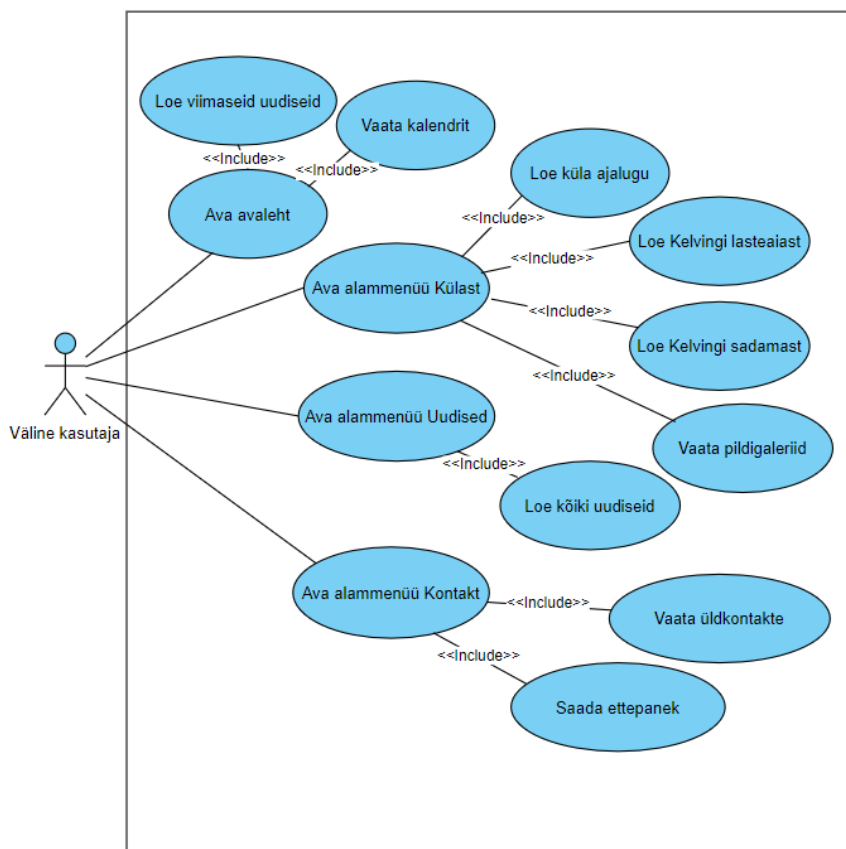 Loe viimaseid uudiseid
Vaata kalendrit
<<Include>>
<<Include>>
Ava avaleht
Loe küla ajalugu
<<Include>>
Loe Kelvingi lasteaiast
<<Include>>
Ava alammenüü Külast
<<Include>>
Loe Kelvingi sadamast
<<Include>>
Väline kasutaja
Ava alammenüü Uudised
Vaata pildigaleriid
<<Include>>
Loe kõiki uudiseid
Ava alammenüü Kontakt
<<Include>>
Vaata üldkontakte
<<Include>>
Saada ettepanek